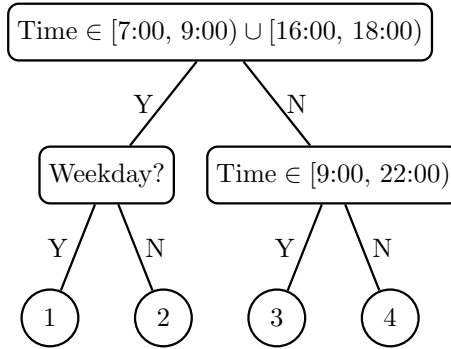 Time ∈ [7:00, 9:00) ∪ [16:00, 18:00)
Y
N
Weekday?
Time ∈ [9:00, 22:00)
Y
N
Y
N
1
2
3
4